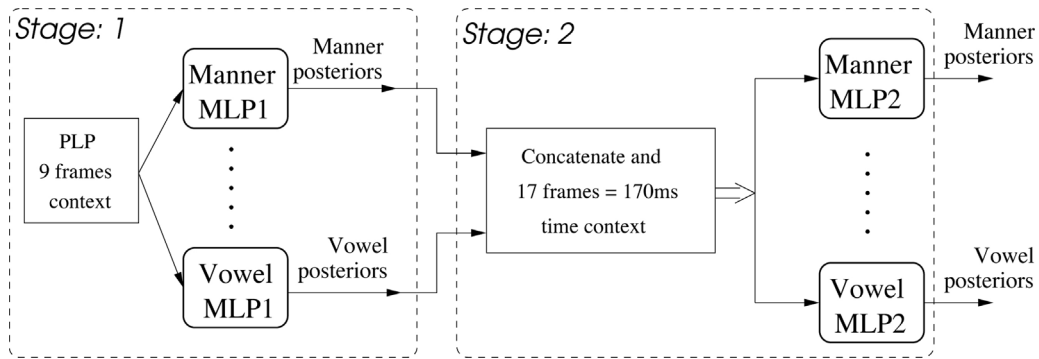 Stage: 1
Manner
posteriors
Manner
MLP1
PLP
9 frames
context
Vowel
posteriors
Vowel
MLP1
Stage: 2
Concatenate and
17 frames = 170ms
time context
Manner
MLP2
Manner
posteriors
Vowel
MLP2
Vowel
posteriors